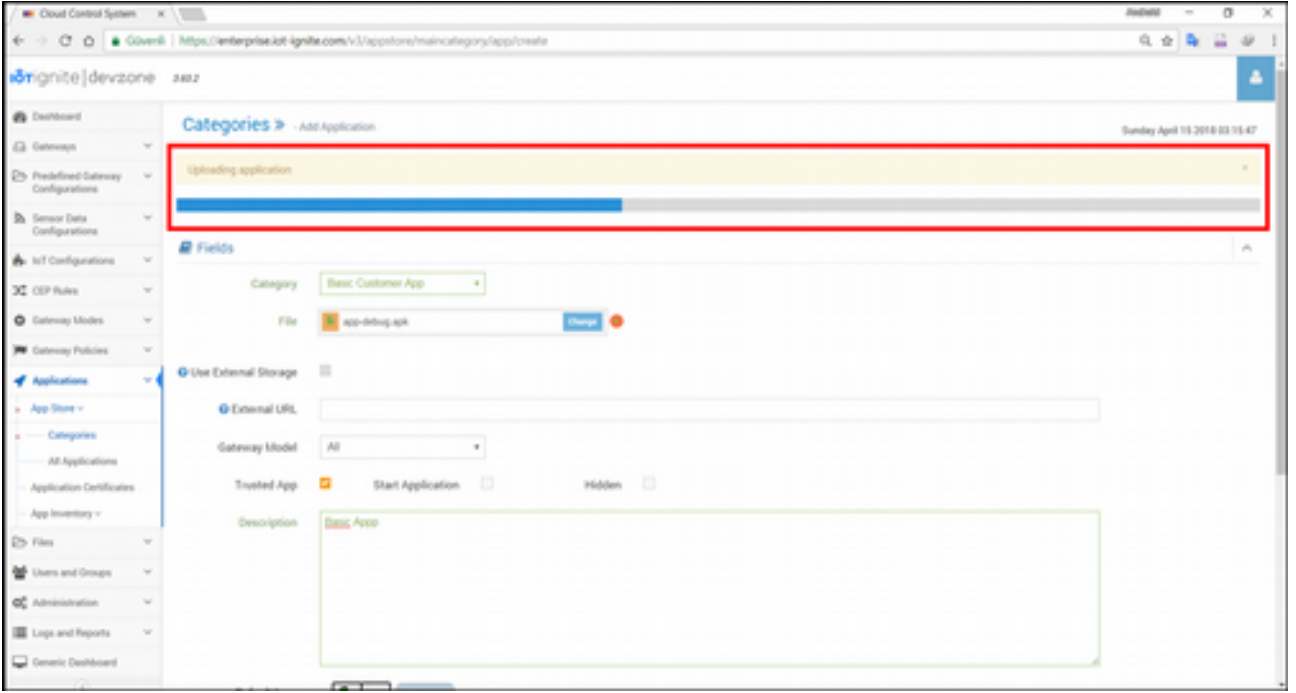 Cloud Control System
Güvenli | https://enterprise.iot-ignite.com/v3/appstore/maincategory/app/create
iOTignite|devzone 3.60.2
Dashboard
Gateways
Predefined Gateway
Configurations
Sensor Data
Configurations
IoT Configurations
CEP Rules
Gateway Modes
Gateway Policies
Applications
App Store
Categories
All Applications
Application Certificates
App Inventory
Files
Users and Groups
Administration
Logs and Reports
Generic Dashboard
Categories » - Add Application
Sunday April 15 2018 03:15:47
Uploading application
Fields
Category Basic Customer App
File app-debug.apk Change
Use External Storage
External URL
Gateway Model All
Trusted App Start Application Hidden
Description Basic Appp